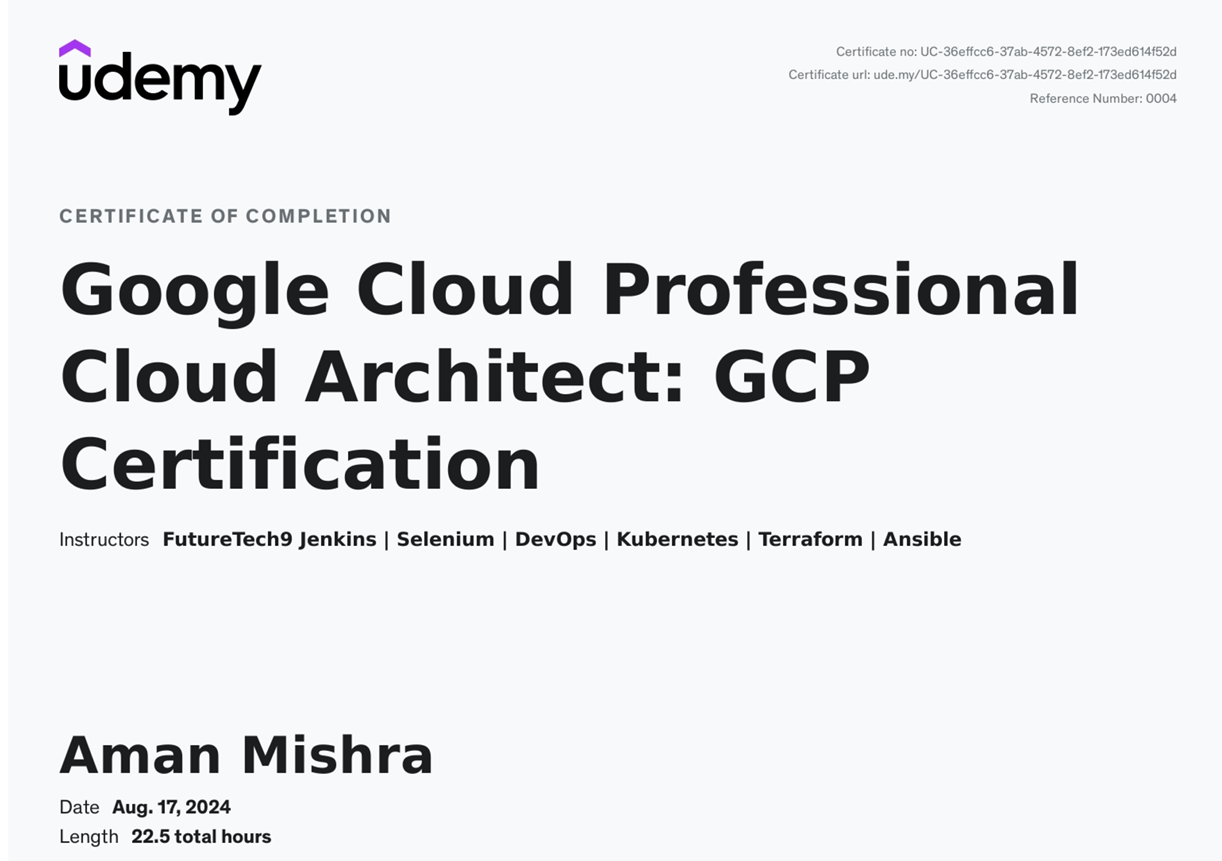 udemy
Certificate no: UC-36effcc6-37ab-4572-8ef2-173ed614f52d
Certificate url: ude.my/UC-36effcc6-37ab-4572-8ef2-173ed614f52d
Reference Number: 0004
CERTIFICATE OF COMPLETION
Google Cloud Professional
Cloud Architect: GCP
Certification
Instructors FutureTech9 Jenkins | Selenium | DevOps | Kubernetes | Terraform | Ansible
Aman Mishra
Date Aug. 17, 2024
Length 22.5 total hours